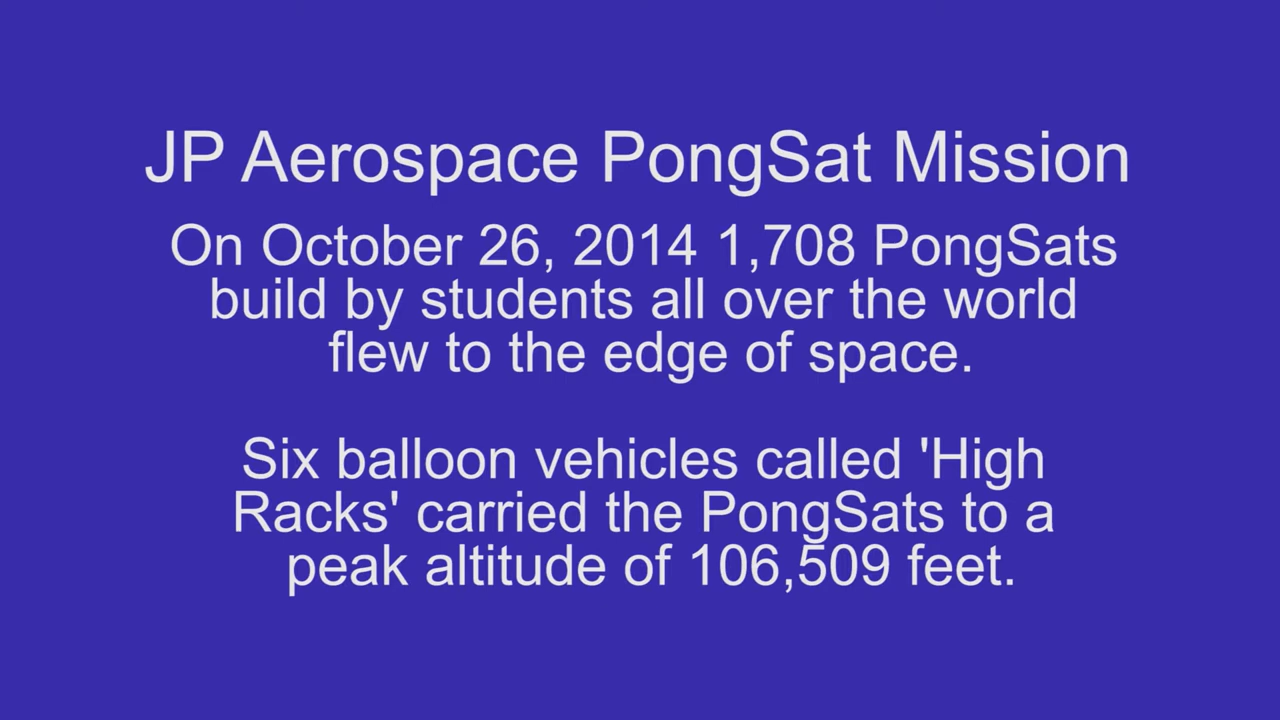 JP Aerospace PongSat Mission
On October 26, 2014 1,708 PongSats
build by students all over the world
flew to the edge of space.
Six balloon vehicles called 'High
Racks' carried the PongSats to a
peak altitude of 106,509 feet.